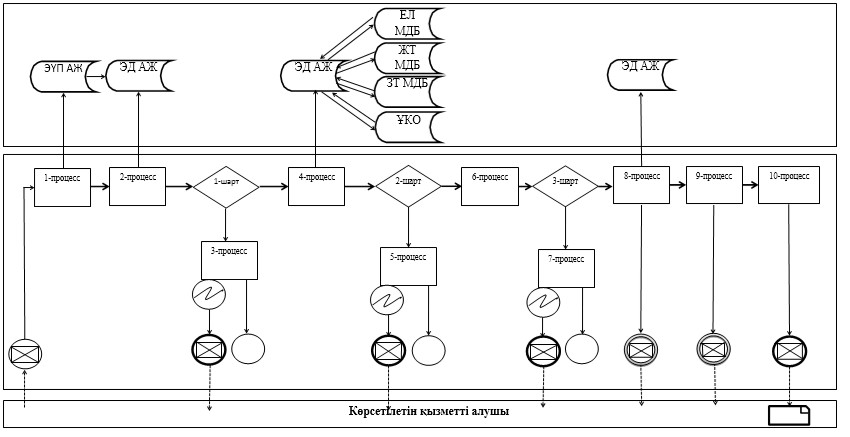 ЕЛ
МДБ
ЭҮП АЖ
ЭД АЖ
ЭД АЖ
ЖТ
МДБ
ЭД АЖ
ЗТ МДБ
ҰКО
1-процесс
2-процесс
1-шарт
4-процесс
2-шарт
6-процесс
3-шарт
8-процесс
9-процесс
10-процесс
3-процесс
5-процесс
7-процесс
Көрсетілетін қызметті алушы